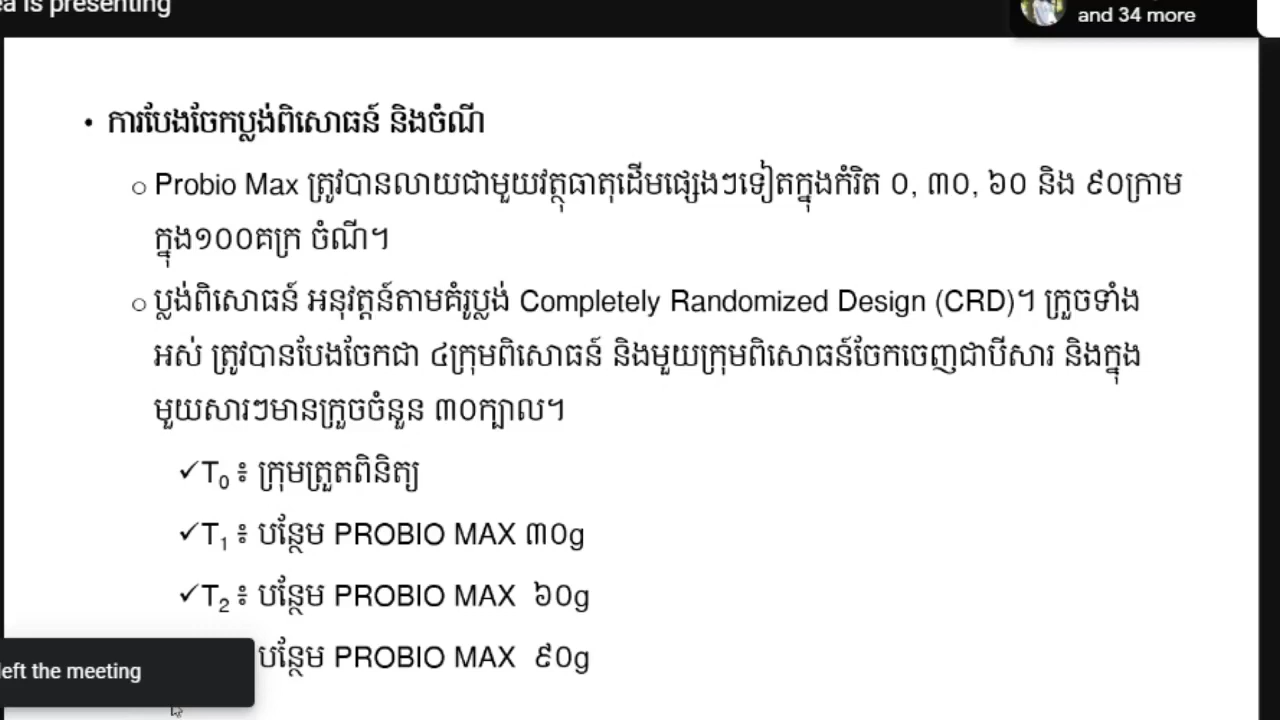 ea is presenting
and 34 more
• ការបែងចែកប្លង់ពិសោធន៍ និងចំណី
○ Probio Max ត្រូវបានលាយជាមួយវត្ថុធាតុដើមផ្សេងៗទៀតក្នុងកំរិត ០, ៣០, ៦០ និង ៩០ក្រាម
ក្នុង១០០គក្រ ចំណី។
○ ប្លង់ពិសោធន៍ អនុវត្តន៍តាមគំរូប្លង់ Completely Randomized Design (CRD)។ ក្រួចទាំង
អស់ ត្រូវបានបែងចែកជា ៤ក្រុមពិសោធន៍ និងមួយក្រុមពិសោធន៍ចែកចេញជាបីសារ និងក្នុង
មួយសារៗមានក្រួចចំនួន ៣០ក្បាល។
✓T₀ ៖ ក្រុមត្រួតពិនិត្យ
✓T₁ ៖ បន្ថែម PROBIO MAX ៣០g
✓T₂ ៖ បន្ថែម PROBIO MAX ៦០g
បន្ថែម PROBIO MAX ៩០g
left the meeting